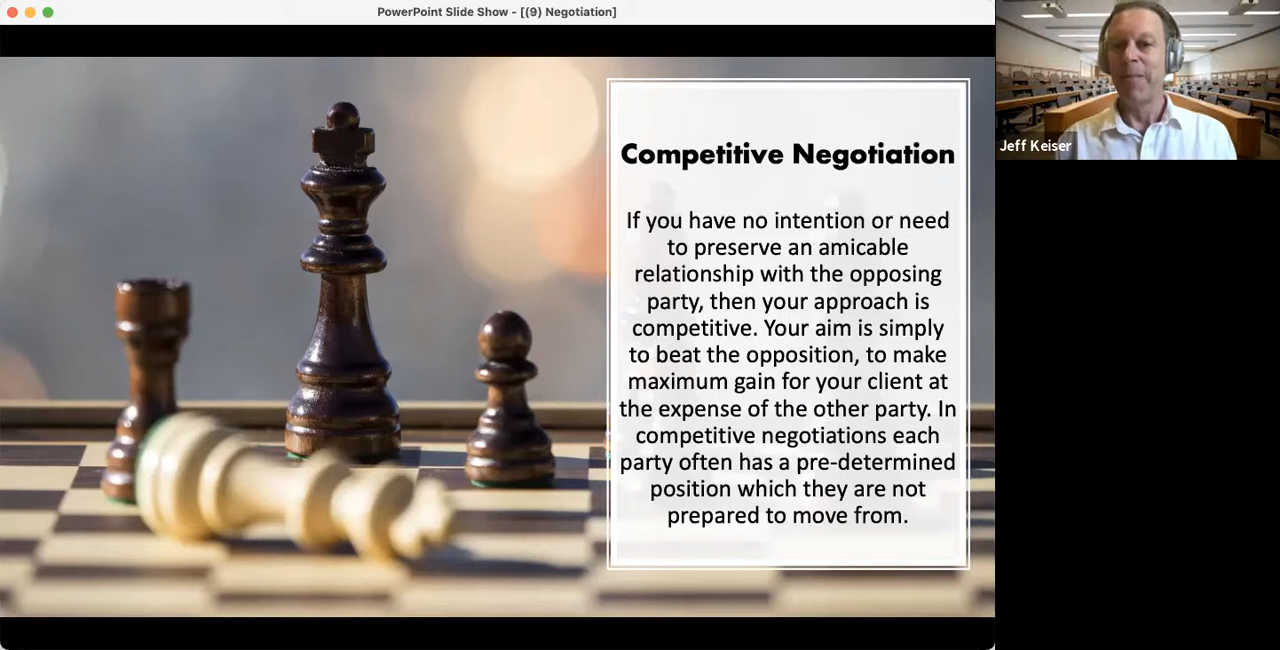 PowerPoint Slide Show - [(9) Negotiation]
Competitive Negotiation
If you have no intention or need
to preserve an amicable
relationship with the opposing
party, then your approach is
competitive. Your aim is simply
to beat the opposition, to make
maximum gain for your client at
the expense of the other party. In
competitive negotiations each
party often has a pre-determined
position which they are not
prepared to move from.
Jeff Keiser